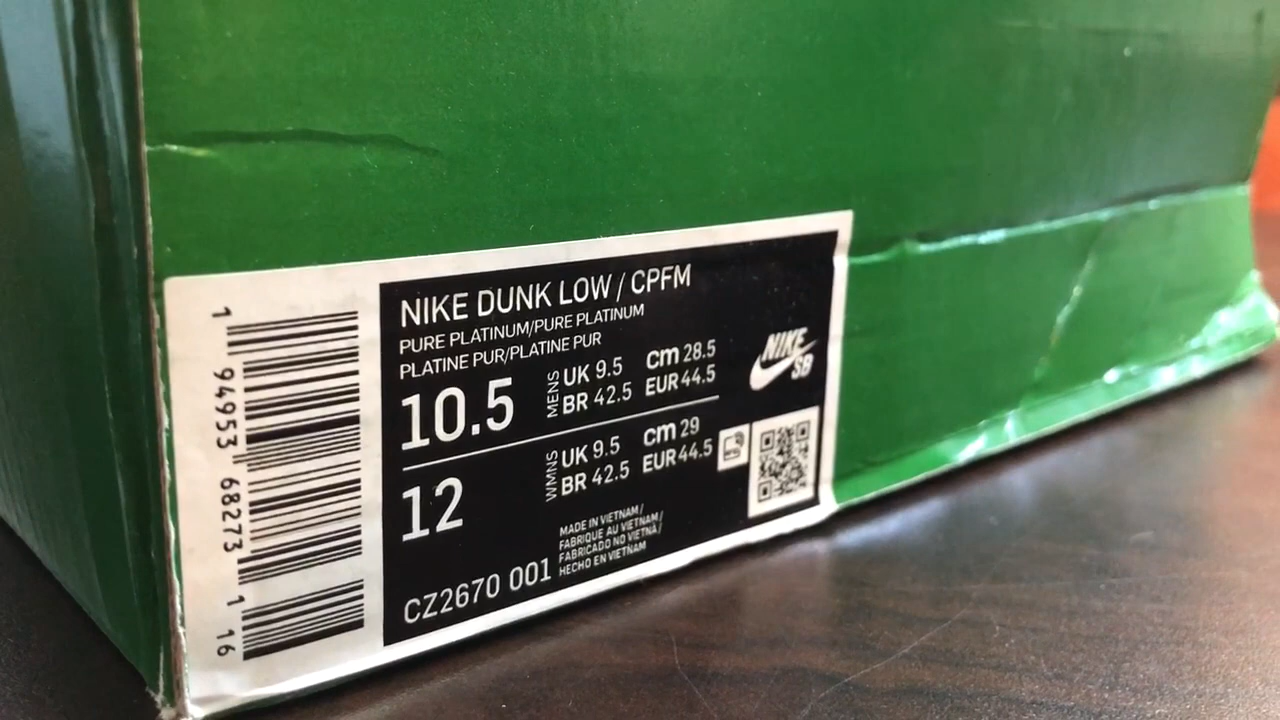 1 94953 68273 1 16
NIKE DUNK LOW / CPFM
PURE PLATINUM/PURE PLATINUM
PLATINE PUR/PLATINE PUR
10.5
MENS
UK 9.5 Cm 28.5
BR 42.5 EUR 44.5
12
WMNS
UK 9.5 Cm 29
BR 42.5 EUR 44.5
NIKE
SB
MADE IN VIETNAM/
FABRIQUE AU VIETNAM/
FABRICADO NO VIETNÃ/
HECHO EN VIETNAM
CZ2670 001